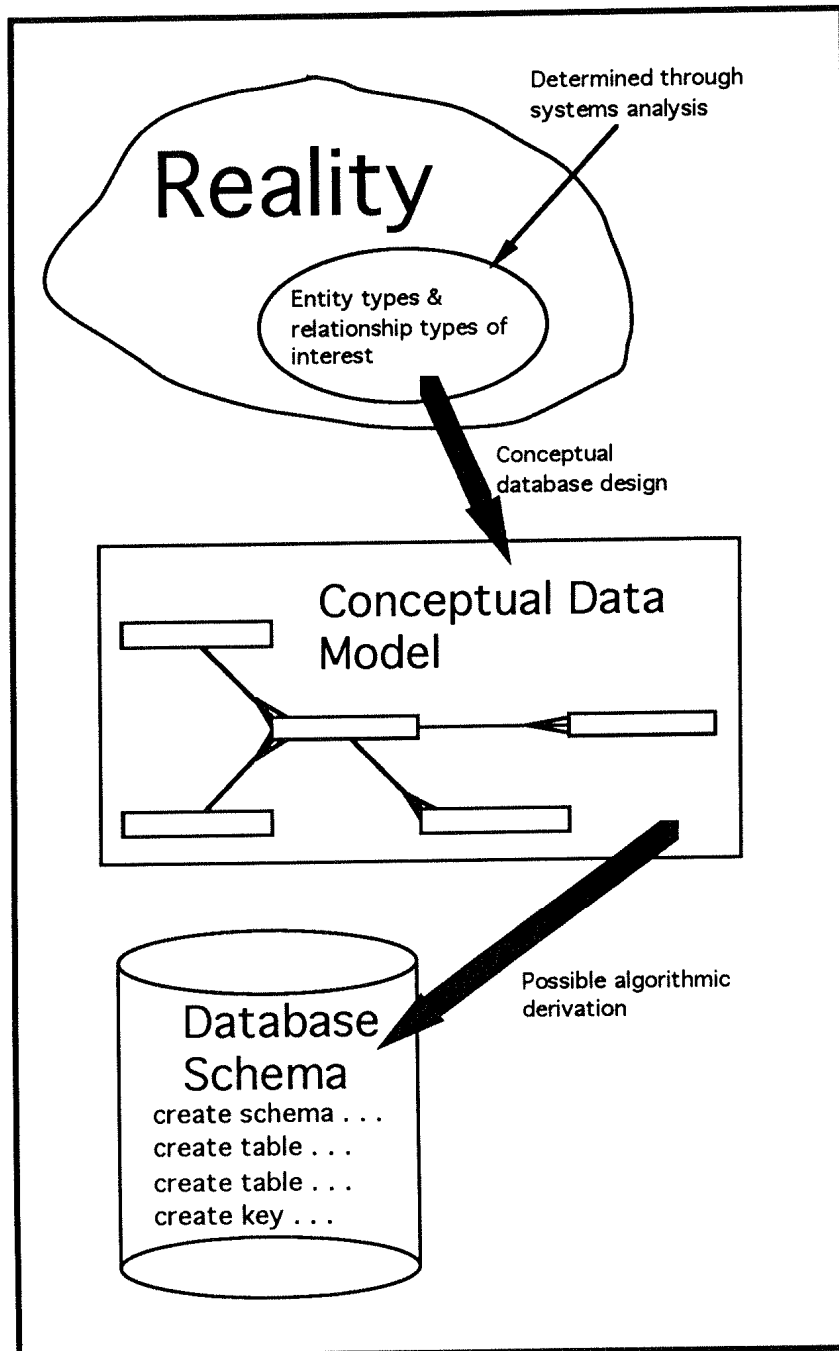 Determined through
systems analysis
Reality
Entity types &
relationship types of
interest
Conceptual
database design
Conceptual Data
Model
Possible algorithmic
derivation
Database
Schema
create schema . . .
create table . . .
create table . . .
create key . . .